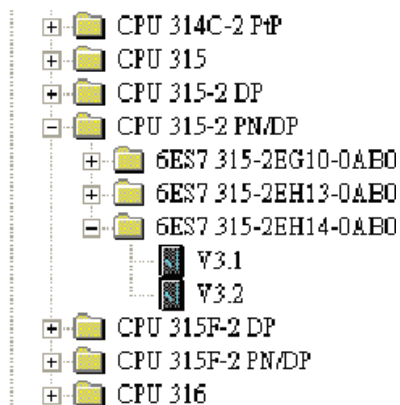 CPU 314C-2 PtP
CPU 315
CPU 315-2 DP
CPU 315-2 PN/DP
6ES7 315-2EG10-0AB0
6ES7 315-2EH13-0AB0
6ES7 315-2EH14-0AB0
V3.1
V3.2
CPU 315F-2 DP
CPU 315F-2 PN/DP
CPU 316